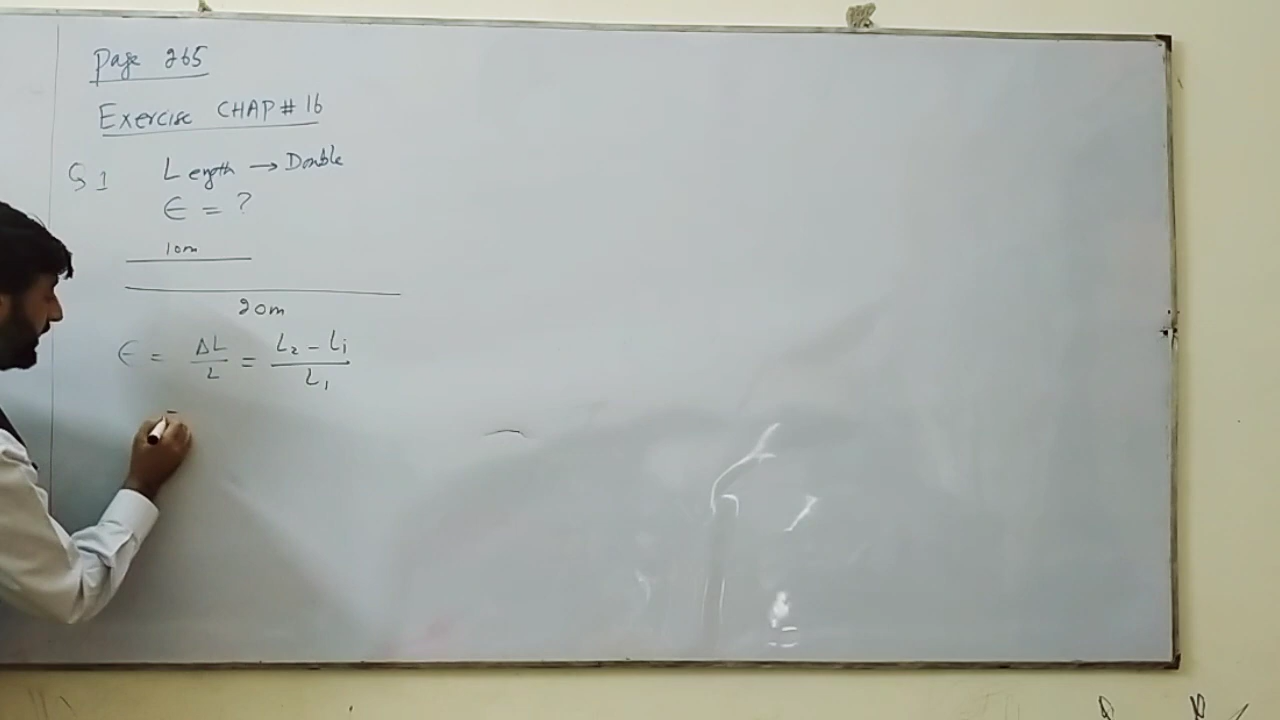 Page 265
Exercise CHAP # 16
Q 1 Length → Double
ϵ = ?
10m
20m
ϵ = ΔL/L = L₂ - L₁/L₁
=